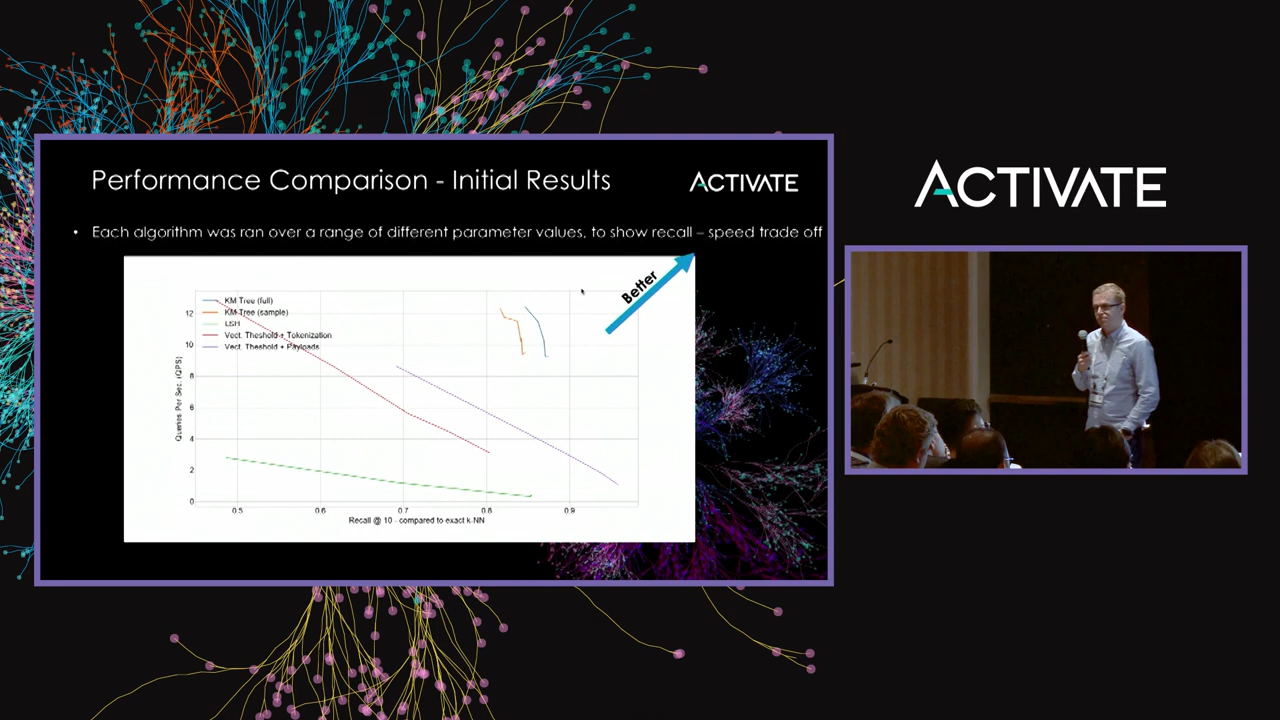 Performance Comparison - Initial Results
ACTIVATE
• Each algorithm was ran over a range of different parameter values, to show recall – speed trade off
Better
KM Tree (full)
KM Tree (sample)
LSH
Vect. Theshold + Tokenization
Vect. Theshold + Payloads
12
10
8
6
4
2
0
Queries Per Sec. (QPS)
0.5 0.6 0.7 0.8 0.9
Recall @ 10 - compared to exact k-NN
ACTIVATE